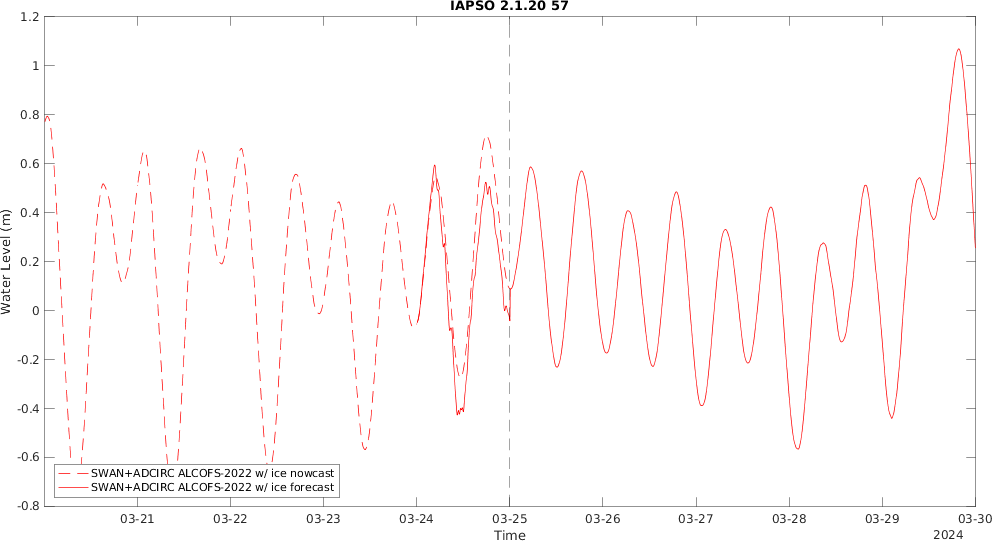 IAPSO 2.1.20 57
1.2
1
0.8
0.6
0.4
0.2
0
-0.2
-0.4
-0.6
-0.8
Water Level (m)
SWAN+ADCIRC ALCOFS-2022 w/ ice nowcast
SWAN+ADCIRC ALCOFS-2022 w/ ice forecast
03-21 03-22 03-23 03-24 03-25 03-26 03-27 03-28 03-29 03-30
Time
2024